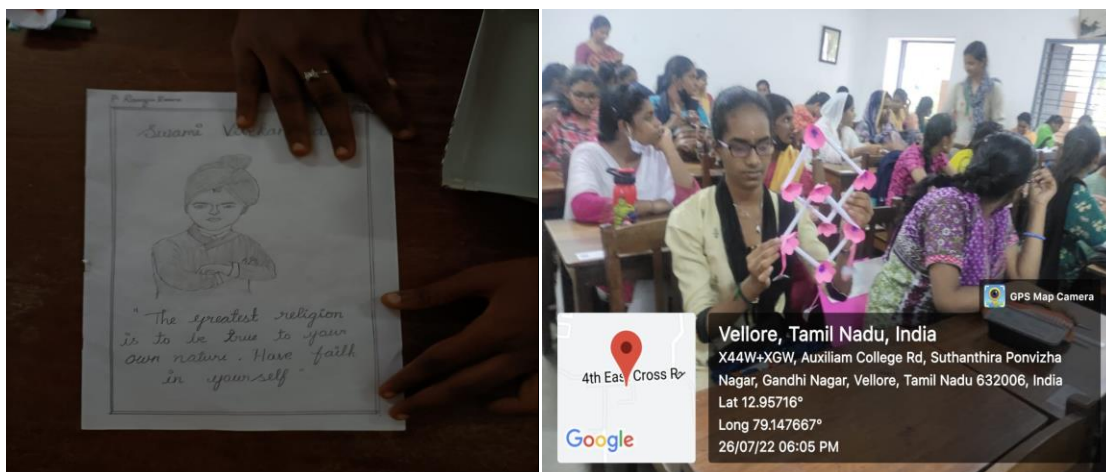 Swami
" The greatest religion
is to be true to your
own nature. Have faith
in yourself "
GPS Map Camera
4th East Cross Rd
Google
Vellore, Tamil Nadu, India
X44W+XGW, Auxiliam College Rd, Suthanthira Ponvizha
Nagar, Gandhi Nagar, Vellore, Tamil Nadu 632006, India
Lat 12.95716°
Long 79.147667°
26/07/22 06:05 PM